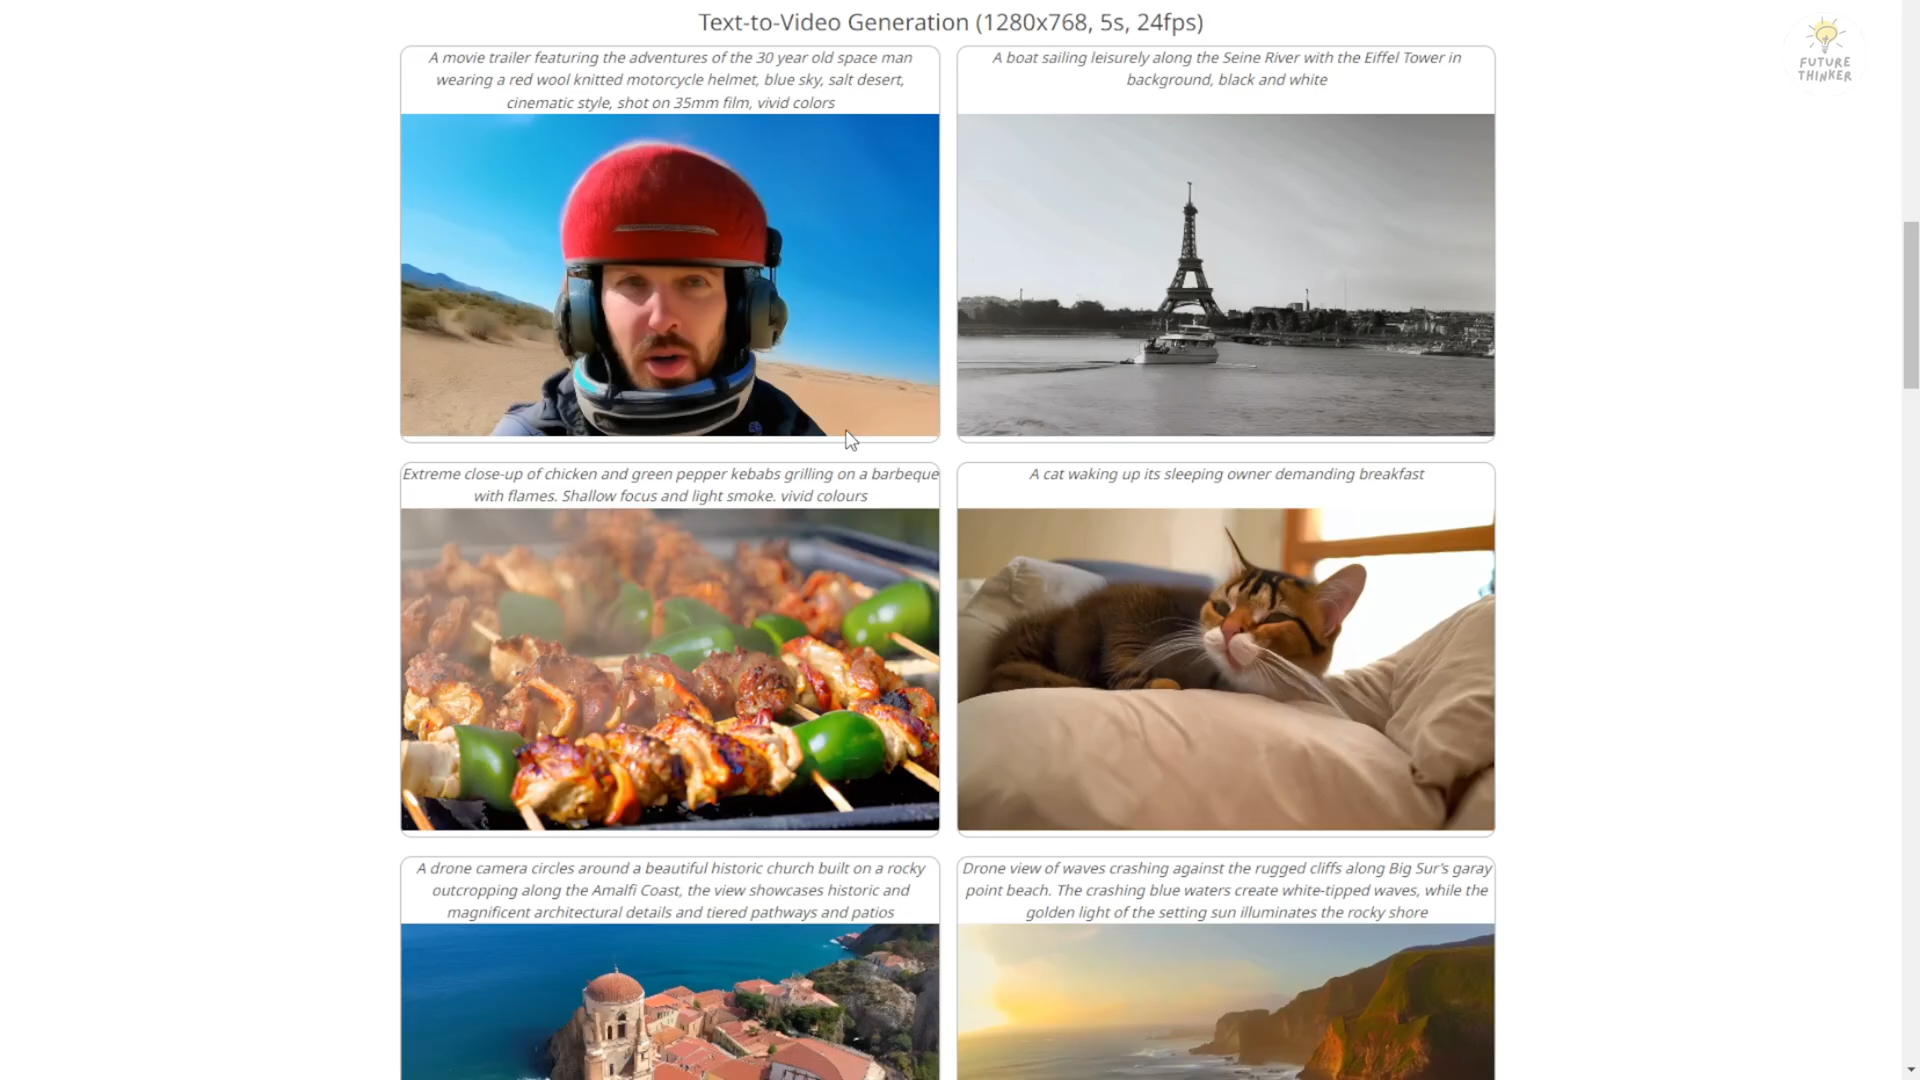 Text-to-Video Generation (1280x768, 5s, 24fps)
FUTURE
THINKER
A movie trailer featuring the adventures of the 30 year old space man
wearing a red wool knitted motorcycle helmet, blue sky, salt desert,
cinematic style, shot on 35mm film, vivid colors
A boat sailing leisurely along the Seine River with the Eiffel Tower in
background, black and white
Extreme close-up of chicken and green pepper kebabs grilling on a barbeque
with flames. Shallow focus and light smoke. vivid colours
A cat waking up its sleeping owner demanding breakfast
A drone camera circles around a beautiful historic church built on a rocky
outcropping along the Amalfi Coast, the view showcases historic and
magnificent architectural details and tiered pathways and patios
Drone view of waves crashing against the rugged cliffs along Big Sur's garay
point beach. The crashing blue waters create white-tipped waves, while the
golden light of the setting sun illuminates the rocky shore